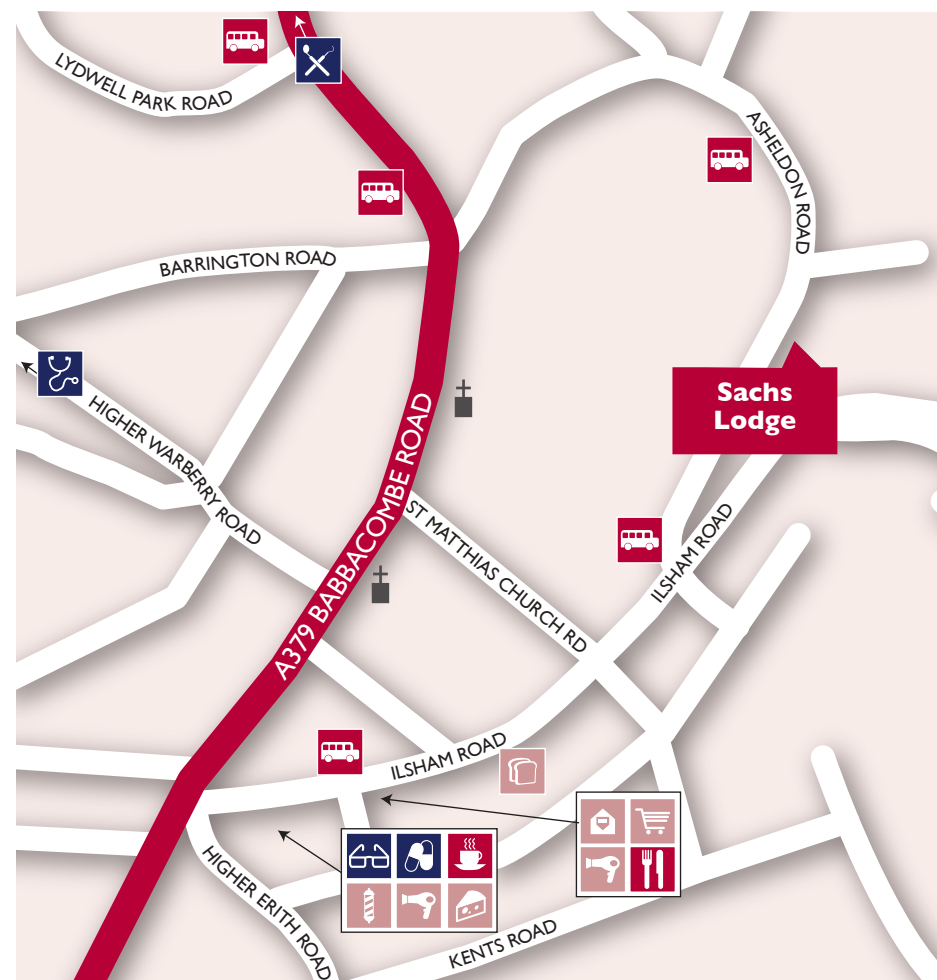 LYDWELL PARK ROAD
ASHELDON ROAD
BARRINGTON ROAD
HIGHER WARBERRY ROAD
A379 BABBACOMBE ROAD
Sachs
Lodge
ST MATTHIAS CHURCH RD
ILSHAM ROAD
ILSHAM ROAD
HIGHER ERITH ROAD
KENTS ROAD